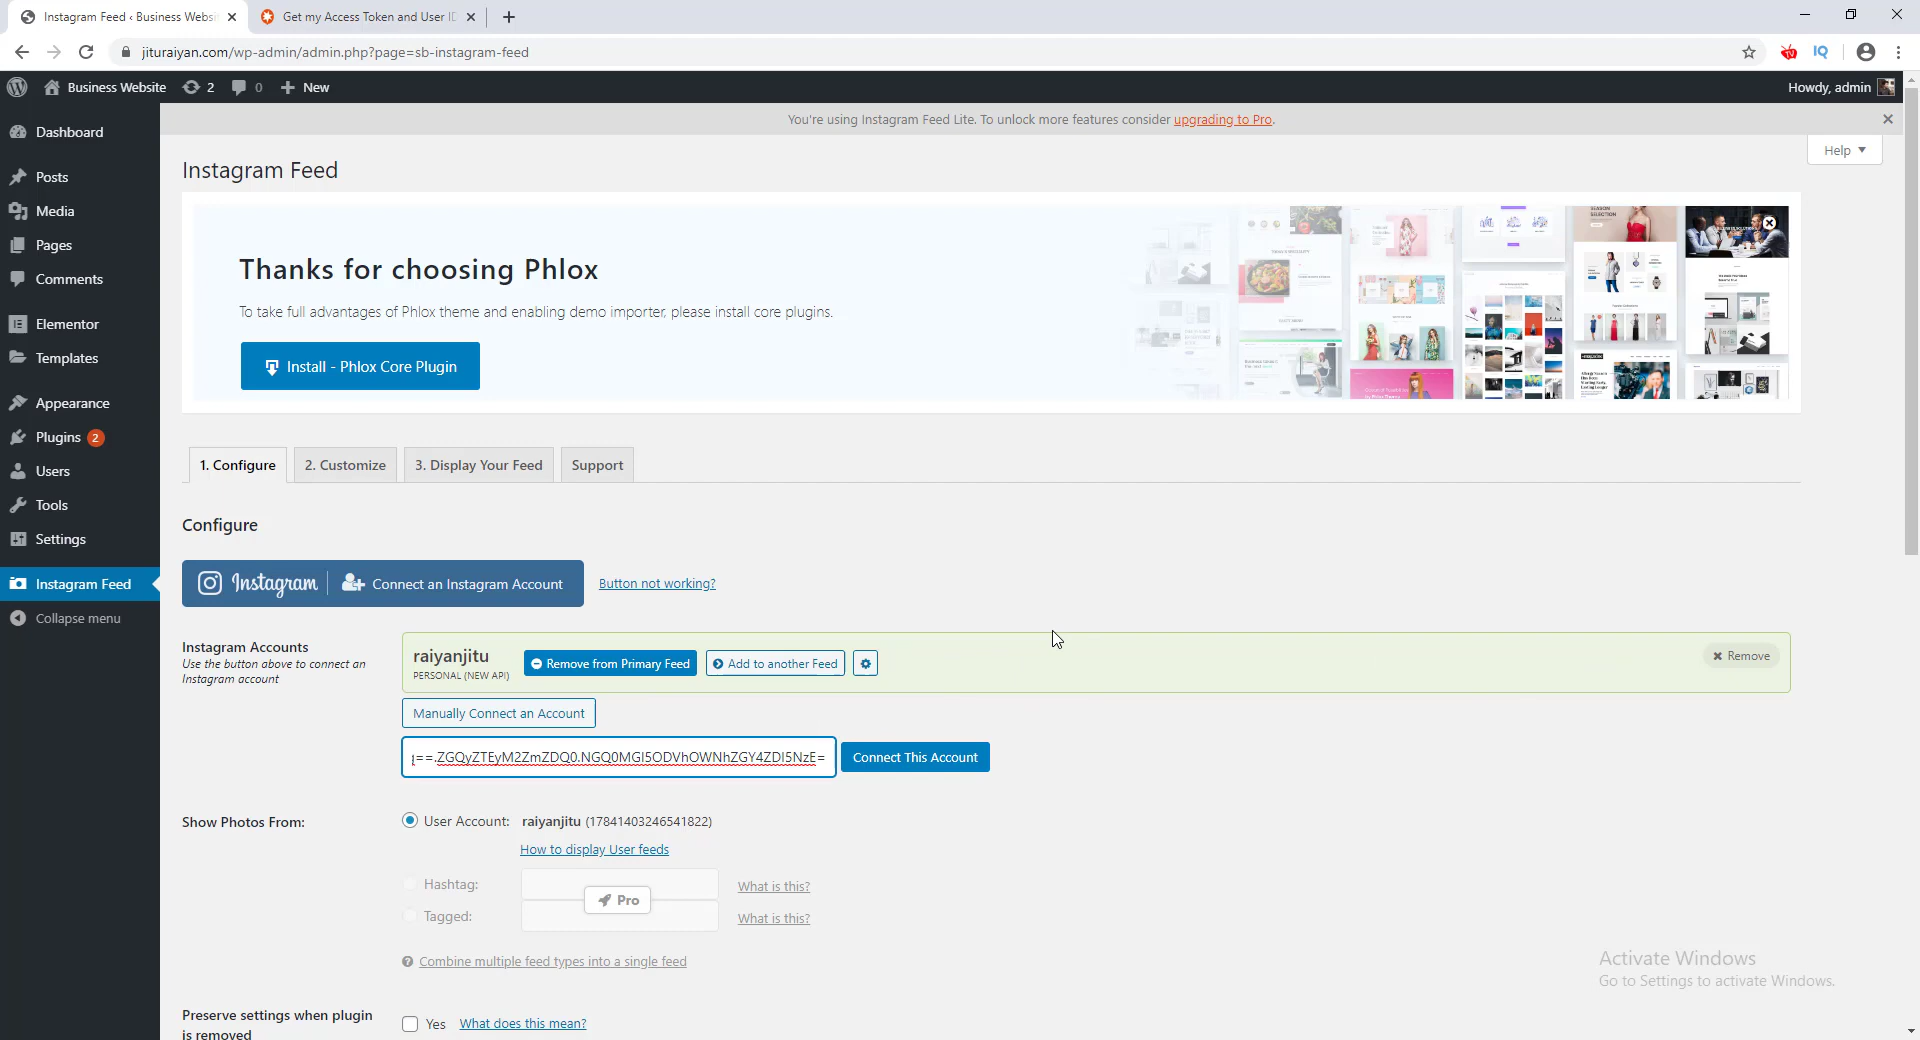 Instagram Feed ‹ Business Websi
Get my Access Token and User I
jituraiyan.com/wp-admin/admin.php?page=sb-instagram-feed
Business Website 2 0 New
Howdy, admin
Dashboard
Posts
Media
Pages
Comments
Elementor
Templates
Appearance
Plugins 2
Users
Tools
Settings
Instagram Feed
Collapse menu
You're using Instagram Feed Lite. To unlock more features consider upgrading to Pro.
Help
Instagram Feed
Thanks for choosing Phlox
To take full advantages of Phlox theme and enabling demo importer, please install core plugins.
Install - Phlox Core Plugin
1. Configure 2. Customize 3. Display Your Feed Support
Configure
Instagram Connect an Instagram Account Button not working?
Instagram Accounts
Use the button above to connect an
Instagram account
raiyanjitu
PERSONAL (NEW API)
Remove from Primary Feed Add to another Feed
Remove
Manually Connect an Account
==.ZGQyZTEyM2ZmZDQ0.NGQ0MGI5ODVhOWNhZGY4ZDI5NzE=
Connect This Account
Show Photos From:
User Account: raiyanjitu (17841403246541822)
How to display User feeds
Hashtag: What is this?
Pro
Tagged: What is this?
Combine multiple feed types into a single feed
Preserve settings when plugin
is removed
Yes What does this mean?
Activate Windows
Go to Settings to activate Windows.